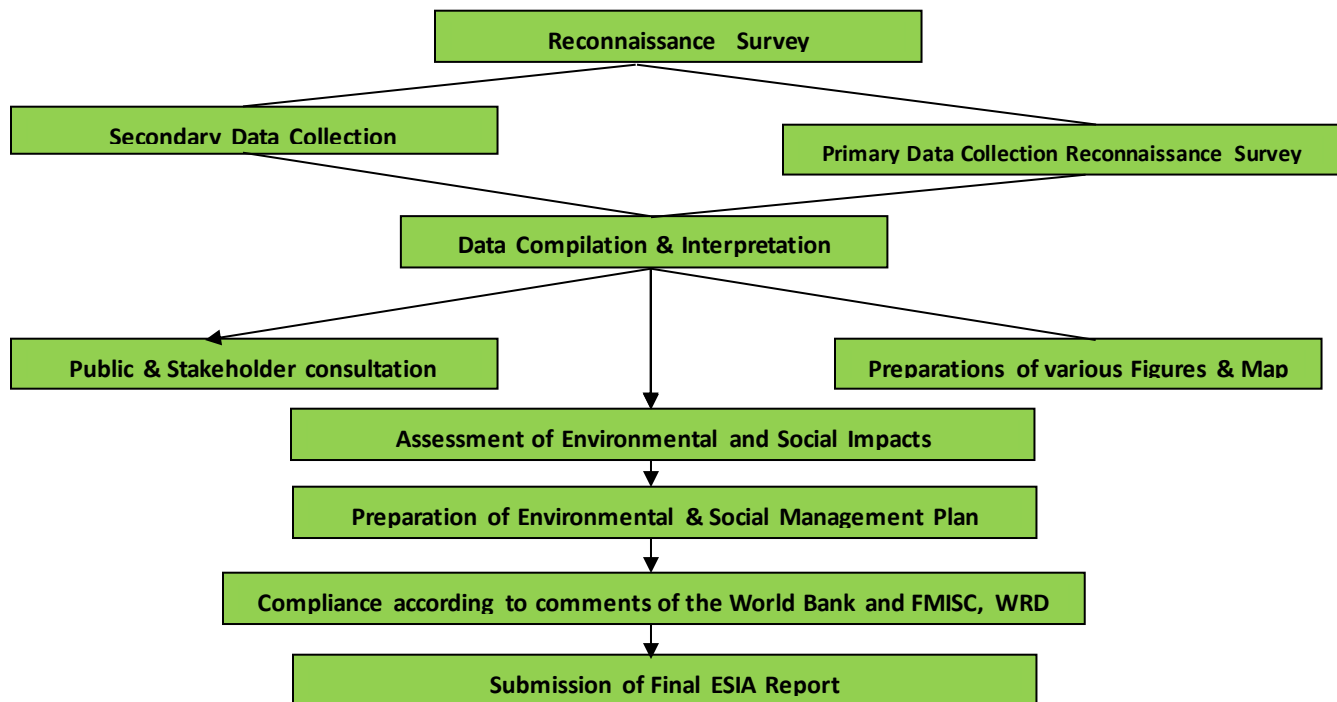 Reconnaissance Survey
Secondary Data Collection
Primary Data Collection Reconnaissance Survey
Data Compilation & Interpretation
Public & Stakeholder consultation
Preparations of various Figures & Map
Assessment of Environmental and Social Impacts
Preparation of Environmental & Social Management Plan
Compliance according to comments of the World Bank and FMISC, WRD
Submission of Final ESIA Report